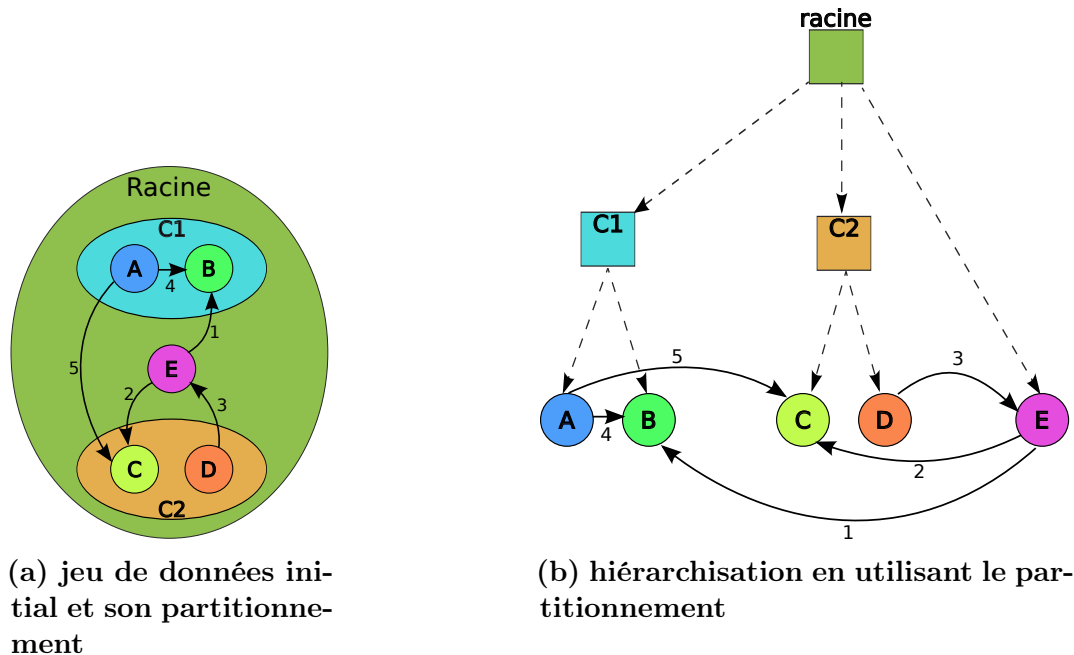 Racine
C1
A
B
4
1
5
E
2
3
C
D
C2
(a) jeu de données ini-
tial et son partitionne-
ment
racine
C1
C2
5
3
A
B
C
D
E
4
2
1
(b) hiérarchisation en utilisant le par-
titionnement